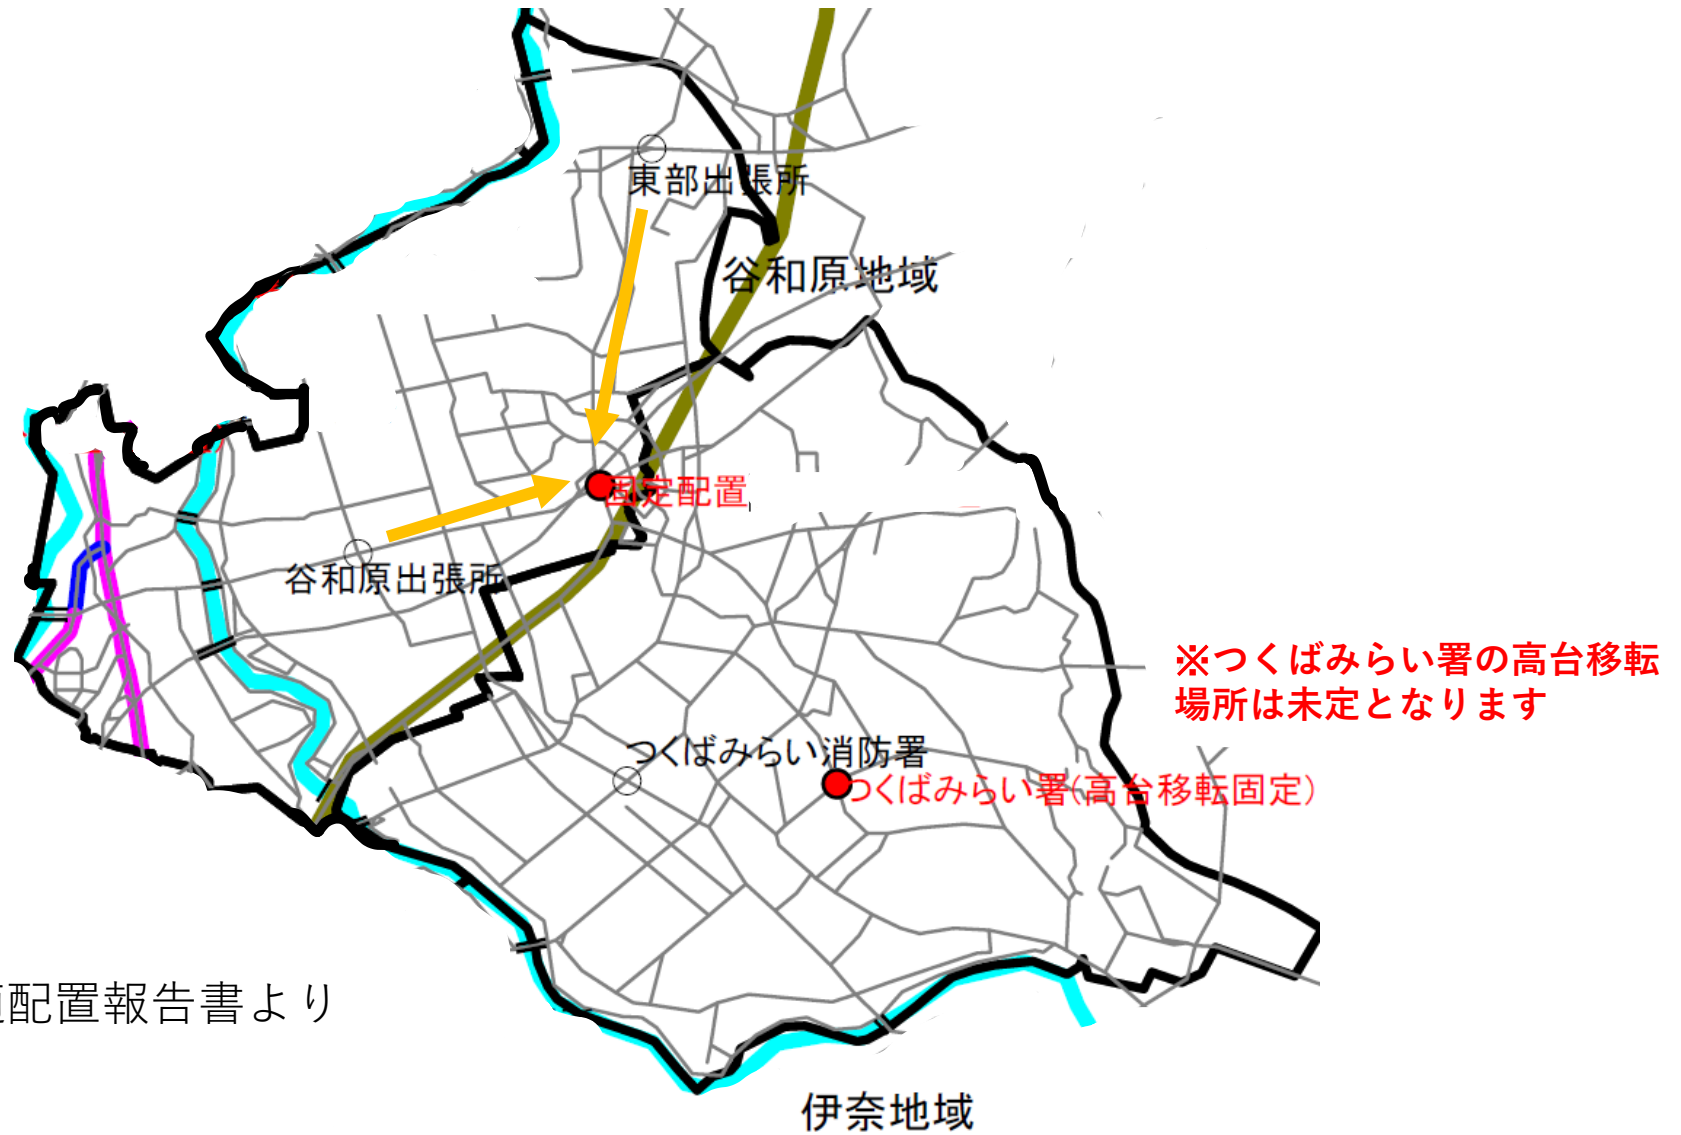 東部出張所
谷和原地域
固定配置
谷和原出張所
※つくばみらい署の高台移転
場所は未定となります
つくばみらい消防署
つくばみらい署(高台移転固定)
配置報告書より
伊奈地域